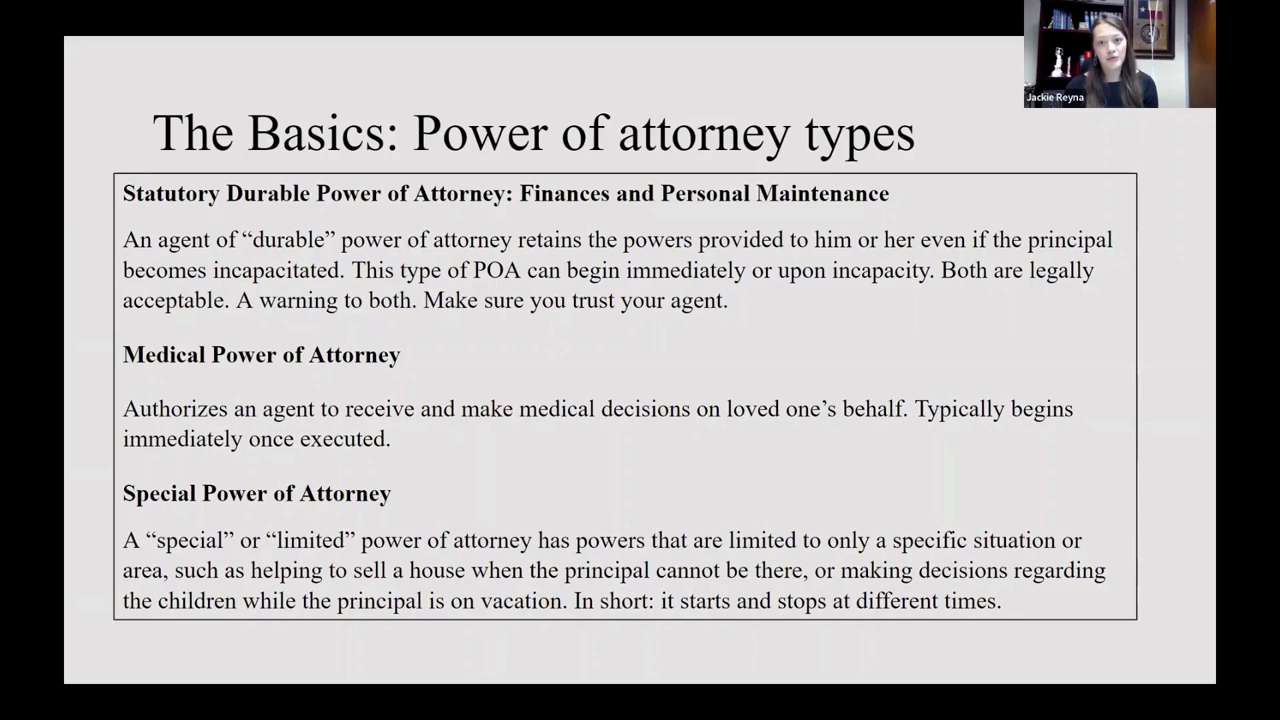 Jackie Reyna
The Basics: Power of attorney types
Statutory Durable Power of Attorney: Finances and Personal Maintenance
An agent of “durable” power of attorney retains the powers provided to him or her even if the principal
becomes incapacitated. This type of POA can begin immediately or upon incapacity. Both are legally
acceptable. A warning to both. Make sure you trust your agent.
Medical Power of Attorney
Authorizes an agent to receive and make medical decisions on loved one’s behalf. Typically begins
immediately once executed.
Special Power of Attorney
A “special” or “limited” power of attorney has powers that are limited to only a specific situation or
area, such as helping to sell a house when the principal cannot be there, or making decisions regarding
the children while the principal is on vacation. In short: it starts and stops at different times.